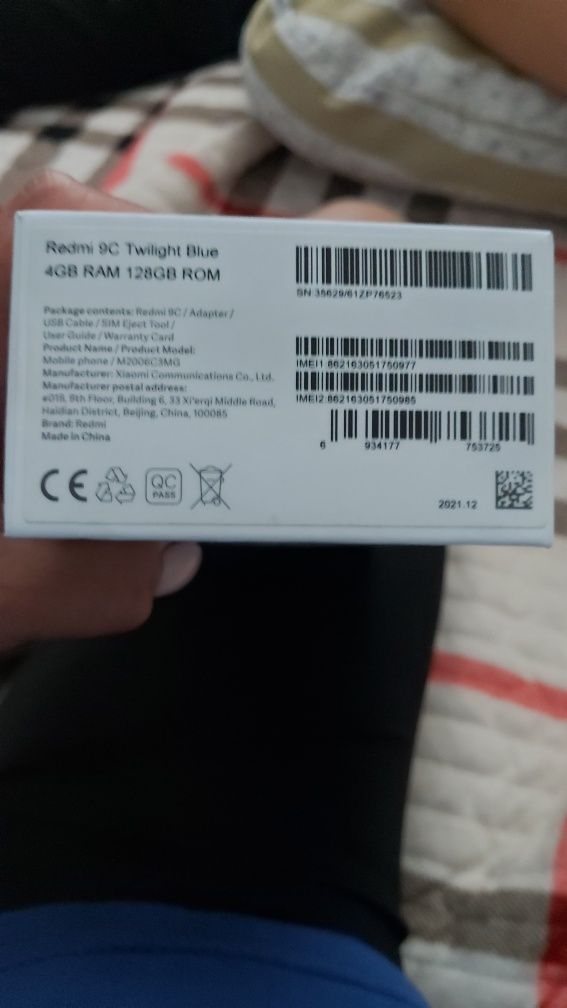 Redmi 9C Twilight Blue
4GB RAM 128GB ROM
Package contents: Redmi 9C / Adapter /
USB Cable / SIM Eject Tool /
User Guide / Warranty Card
Product Name / Product Model:
Mobile phone / M2006C3MG
Manufacturer: Xiaomi Communications Co., Ltd.
Manufacturer postal address:
#019, 9th Floor, Building 6, 33 Xi'erqi Middle Road,
Haidian District, Beijing, China, 100085
Brand: Redmi
Made in China
CE
QC
PASS
SN:35629/61ZP76523
IMEI1:862163051750977
IMEI2:862163051750985
6 934177 753725
2021.12